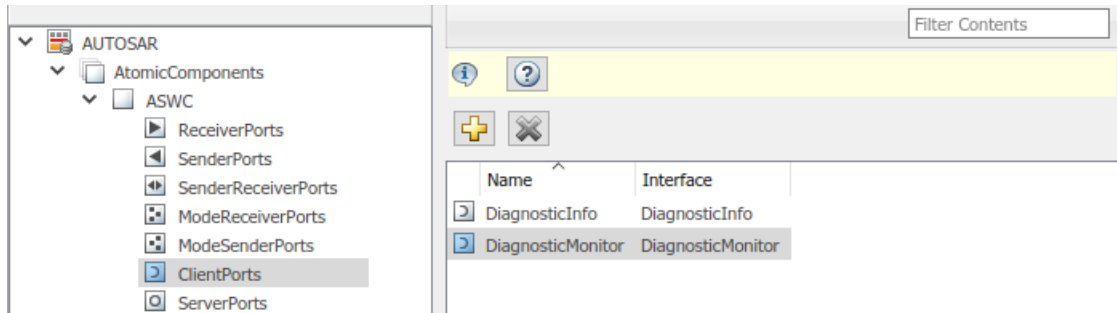 AUTOSAR
AtomicComponents
ASWC
ReceiverPorts
SenderPorts
SenderReceiverPorts
ModeReceiverPorts
ModeSenderPorts
ClientPorts
ServerPorts
Filter Contents
Name Interface
DiagnosticInfo DiagnosticInfo
DiagnosticMonitor DiagnosticMonitor